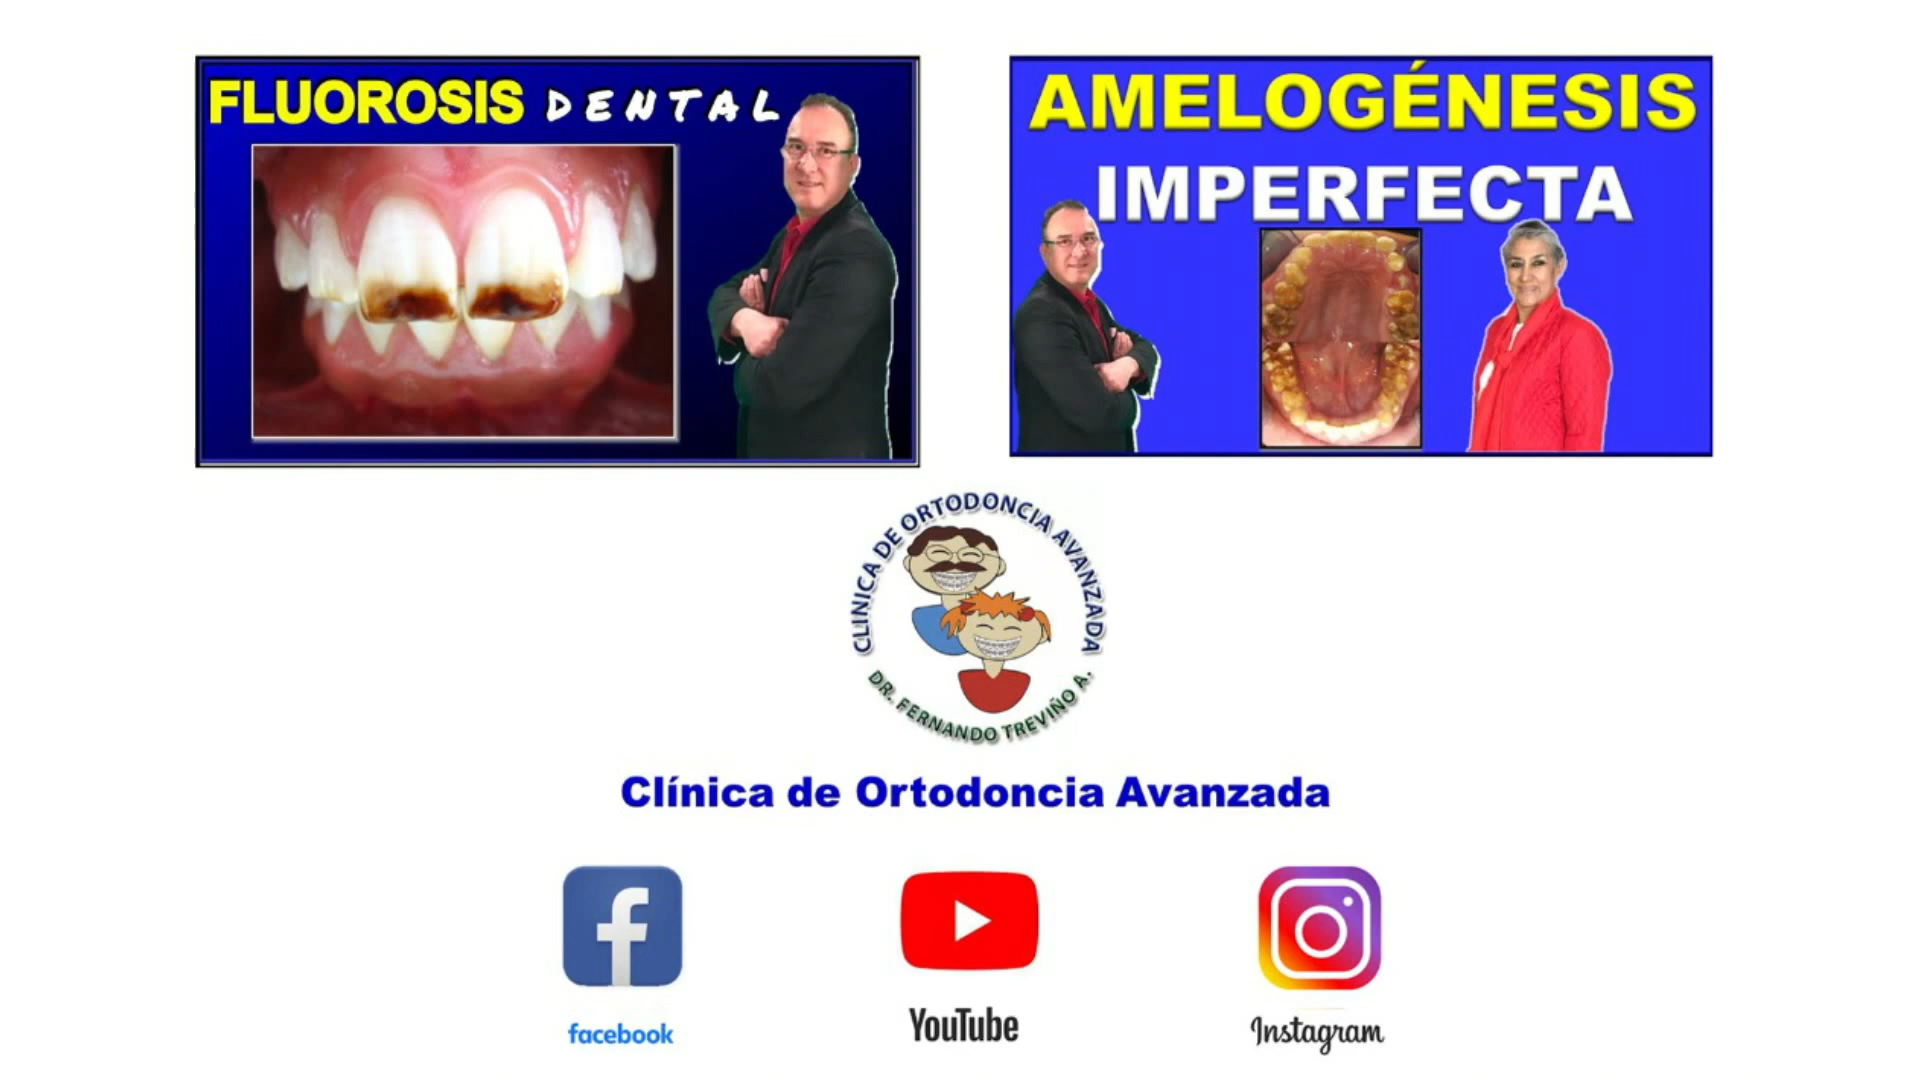 FLUOROSIS DENTAL
AMELOGÉNESIS
IMPERFECTA
CLINICA DE ORTODONCIA AVANZADA
DR. FERNANDO TREVIÑO A.
Clínica de Ortodoncia Avanzada
facebook
YouTube
Instagram